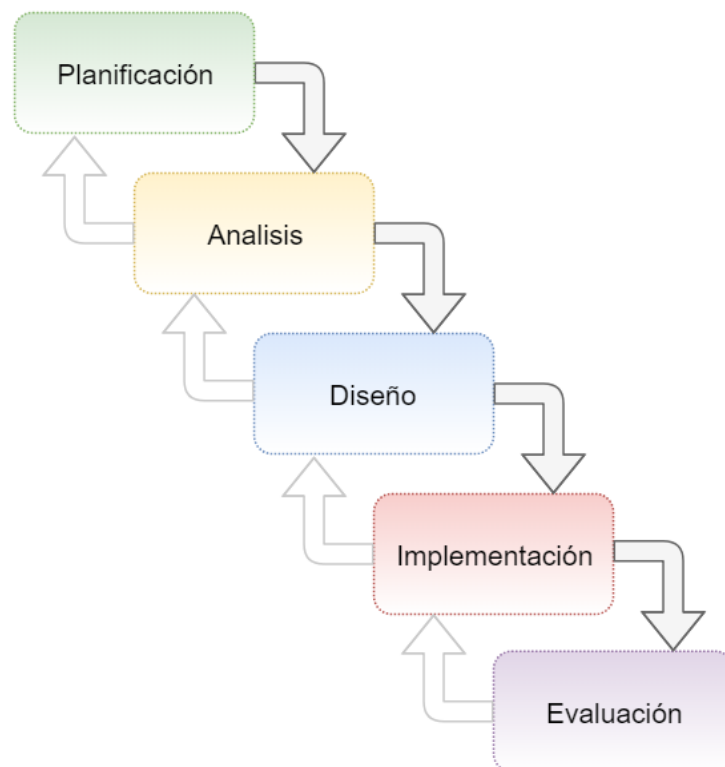 Planificación
Analisis
Diseño
Implementación
Evaluación